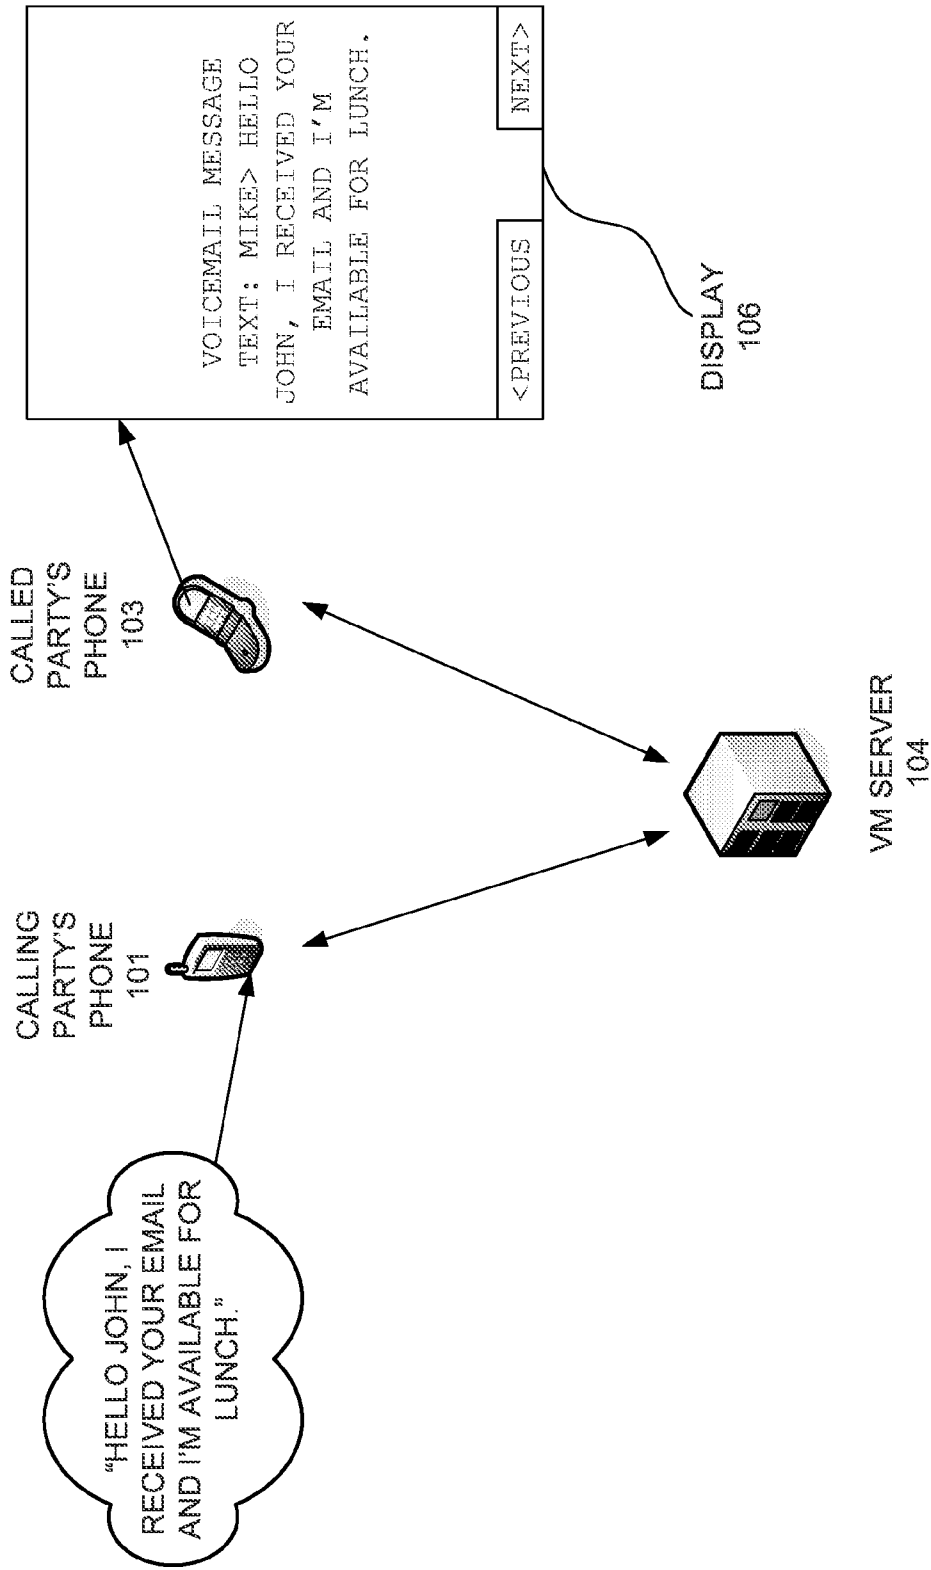 "HELLO JOHN, I
RECEIVED YOUR EMAIL
AND I'M AVAILABLE FOR
LUNCH."
CALLING
PARTY'S
PHONE
101
CALLED
PARTY'S
PHONE
103
VOICEMAIL MESSAGE
TEXT: MIKE> HELLO
JOHN, I RECEIVED YOUR
EMAIL AND I'M
AVAILABLE FOR LUNCH.
<PREVIOUS
NEXT>
DISPLAY
106
VM SERVER
104